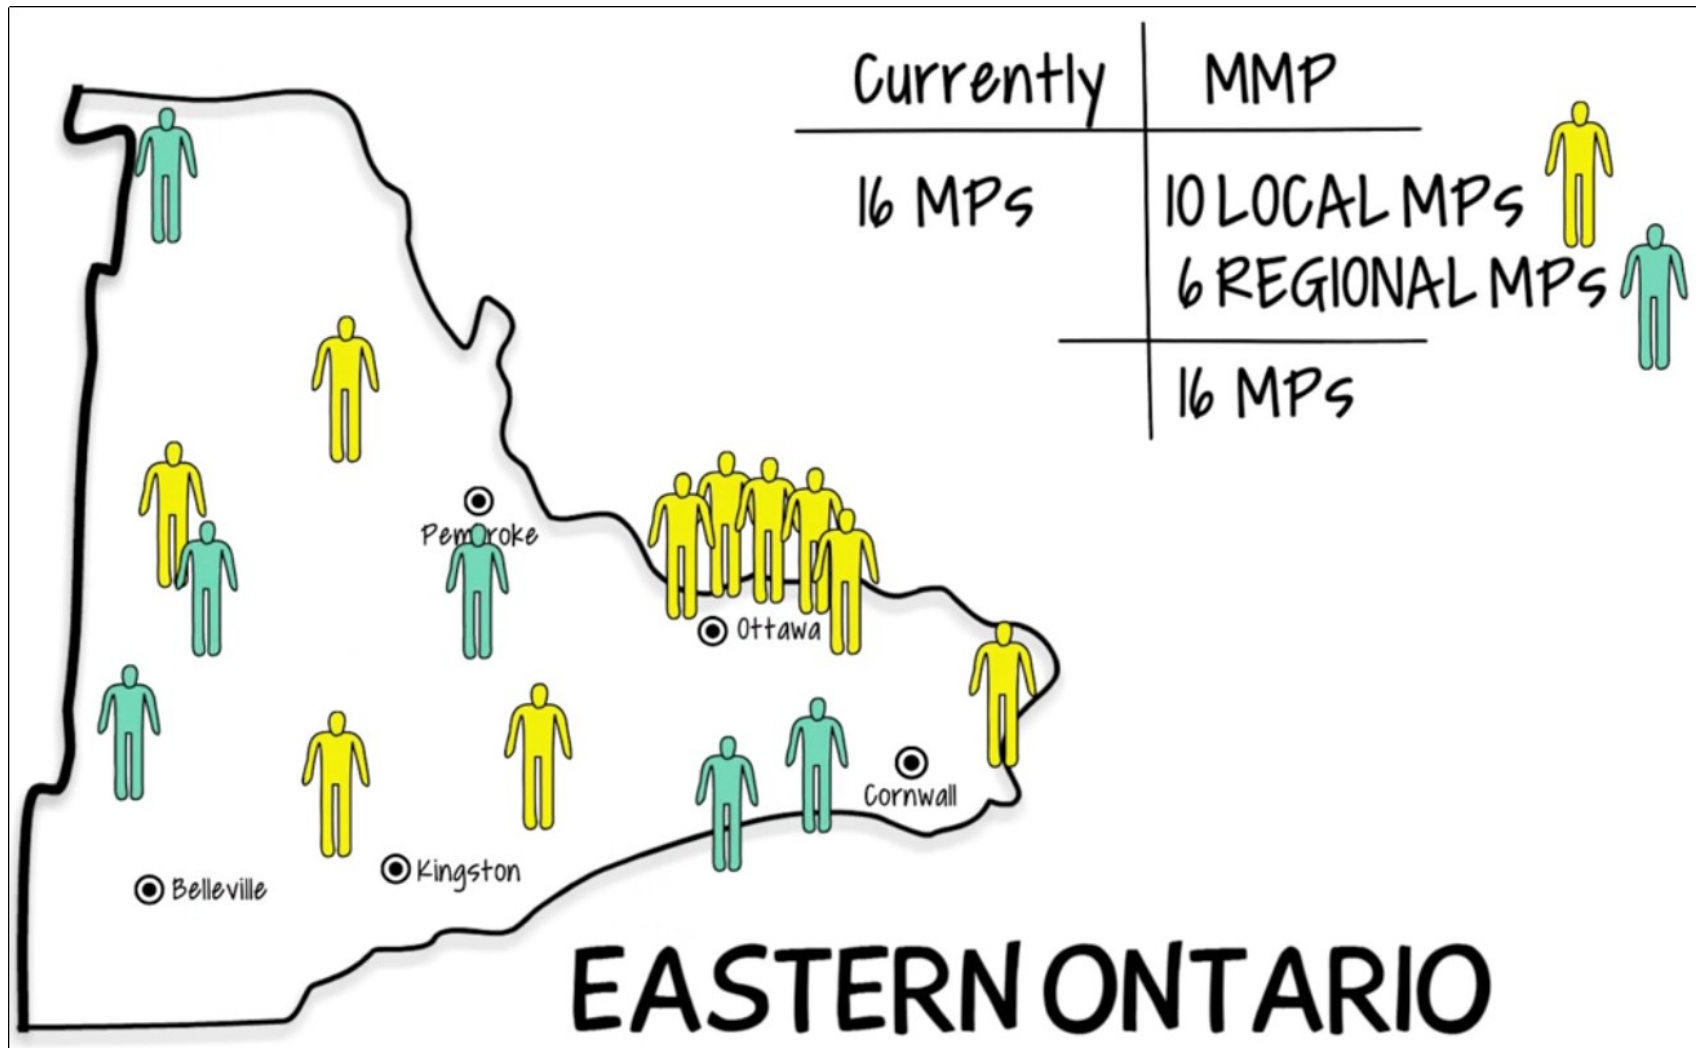 Currently
MMP
16 MPs
10 LOCAL MPs
6 REGIONAL MPs
16 MPs
Pembroke
Ottawa
Cornwall
Kingston
Belleville
EASTERN ONTARIO